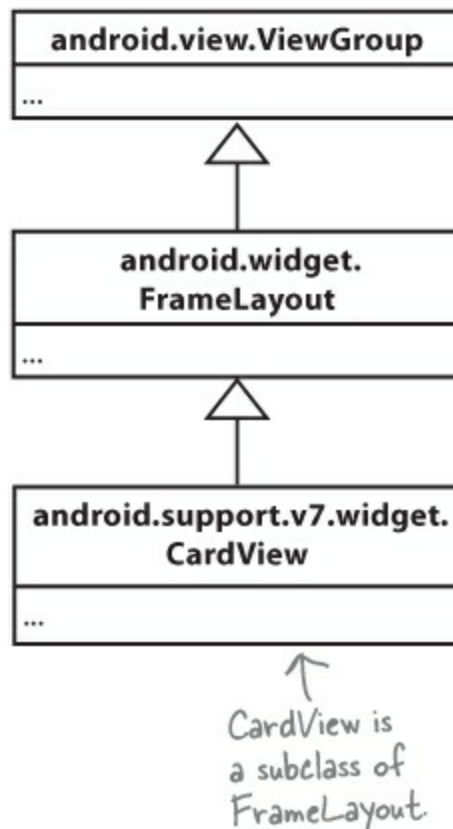 android.view.ViewGroup
...
android.widget.
FrameLayout
...
android.support.v7.widget.
CardView
...
CardView is
a subclass of
FrameLayout.